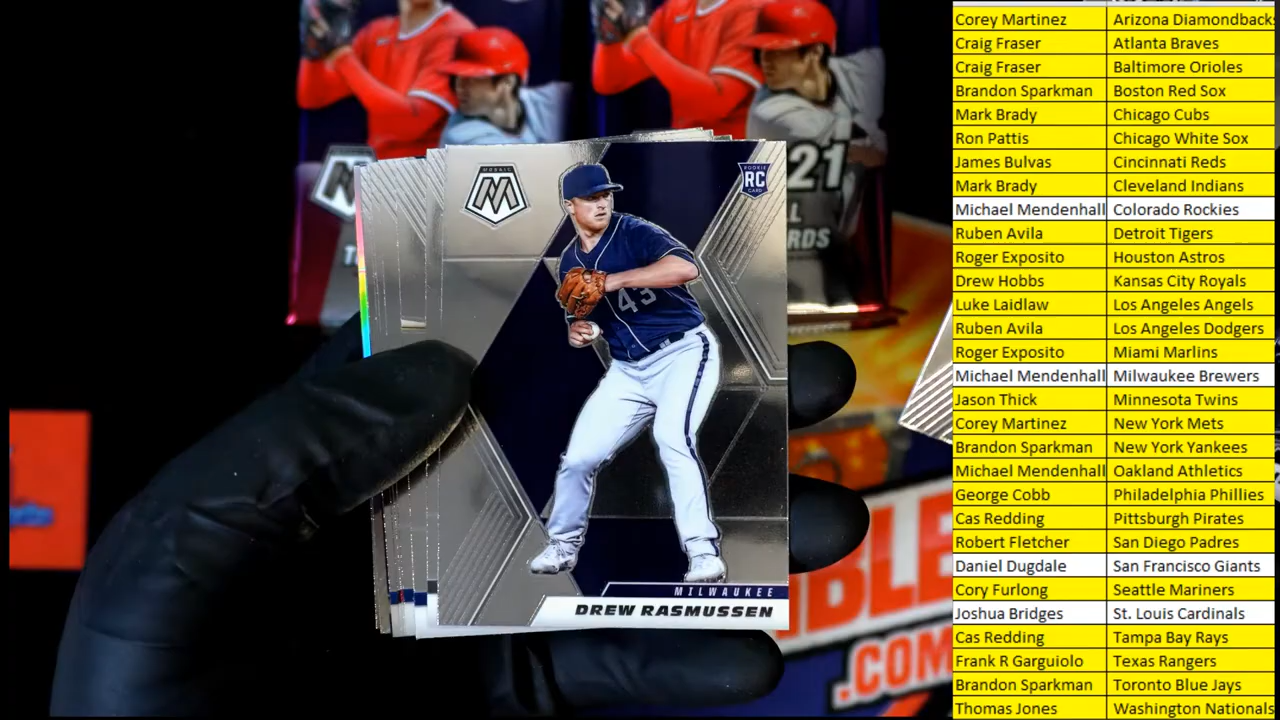 MOSAIC
M
ROOKIE
RC
CARD
43
MILWAUKEE
DREW RASMUSSEN
21
RDS
.COM
Corey Martinez Arizona Diamondbacks
Craig Fraser Atlanta Braves
Craig Fraser Baltimore Orioles
Brandon Sparkman Boston Red Sox
Mark Brady Chicago Cubs
Ron Pattis Chicago White Sox
James Bulvas Cincinnati Reds
Mark Brady Cleveland Indians
Michael Mendenhall Colorado Rockies
Ruben Avila Detroit Tigers
Roger Exposito Houston Astros
Drew Hobbs Kansas City Royals
Luke Laidlaw Los Angeles Angels
Ruben Avila Los Angeles Dodgers
Roger Exposito Miami Marlins
Michael Mendenhall Milwaukee Brewers
Jason Thick Minnesota Twins
Corey Martinez New York Mets
Brandon Sparkman New York Yankees
Michael Mendenhall Oakland Athletics
George Cobb Philadelphia Phillies
Cas Redding Pittsburgh Pirates
Robert Fletcher San Diego Padres
Daniel Dugdale San Francisco Giants
Cory Furlong Seattle Mariners
Joshua Bridges St. Louis Cardinals
Cas Redding Tampa Bay Rays
Frank R Garguiolo Texas Rangers
Brandon Sparkman Toronto Blue Jays
Thomas Jones Washington Nationals